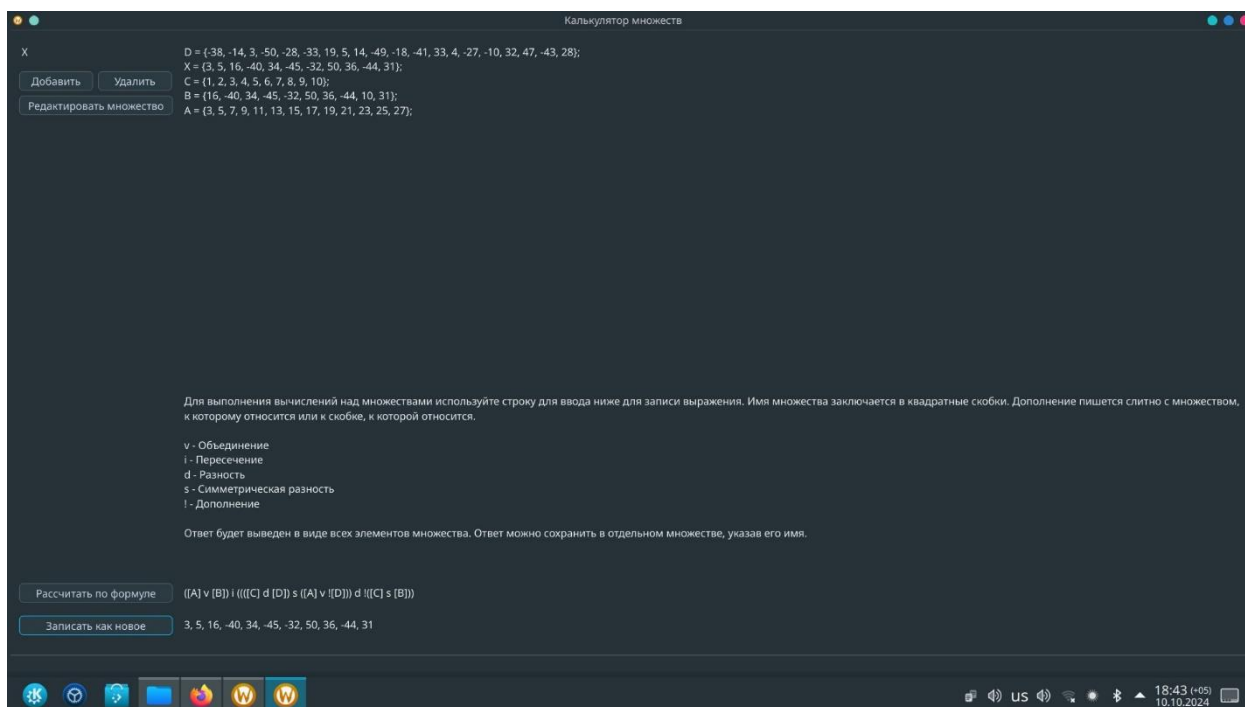 Калькулятор множеств
X
Добавить
Удалить
Редактировать множество
D = {-38, -14, 3, -50, -28, -33, 19, 5, 14, -49, -18, -41, 33, 4, -27, -10, 32, 47, -43, 28};
X = {3, 5, 16, -40, 34, -45, -32, 50, 36, -44, 31};
C = {1, 2, 3, 4, 5, 6, 7, 8, 9, 10};
B = {16, -40, 34, -45, -32, 50, 36, -44, 10, 31};
A = {3, 5, 7, 9, 11, 13, 15, 17, 19, 21, 23, 25, 27};
Для выполнения вычислений над множествами используйте строку для ввода ниже для записи выражения. Имя множества заключается в квадратные скобки. Дополнение пишется слитно с множеством,
к которому относится или к скобке, к которой относится.
v - Объединение
i - Пересечение
d - Разность
s - Симметрическая разность
! - Дополнение
Ответ будет выведен в виде всех элементов множества. Ответ можно сохранить в отдельном множестве, указав его имя.
Рассчитать по формуле
([A] v [B]) i ((([C] d [D]) s ([A] v ![D])) d !([C] s [B]))
Записать как новое
3, 5, 16, -40, 34, -45, -32, 50, 36, -44, 31
US
18:43 (+05)
10.10.2024